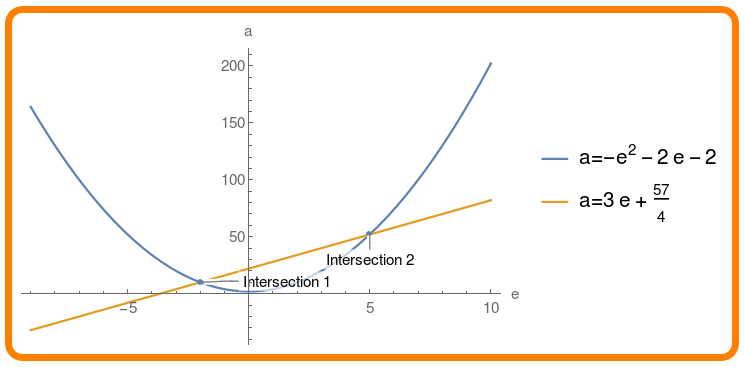 a
200
150
100
50
−5
5
10
e
Intersection 1
Intersection 2
a=−e² − 2 e − 2
a=3 e + 57/4